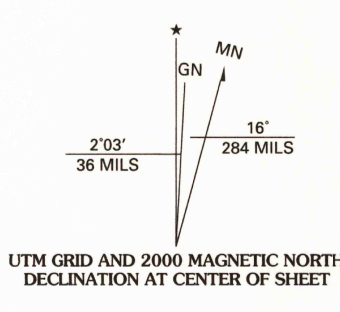 ★
MN
GN
2°03′
36 MILS
16°
284 MILS
UTM GRID AND 2000 MAGNETIC NORTH
DECLINATION AT CENTER OF SHEET